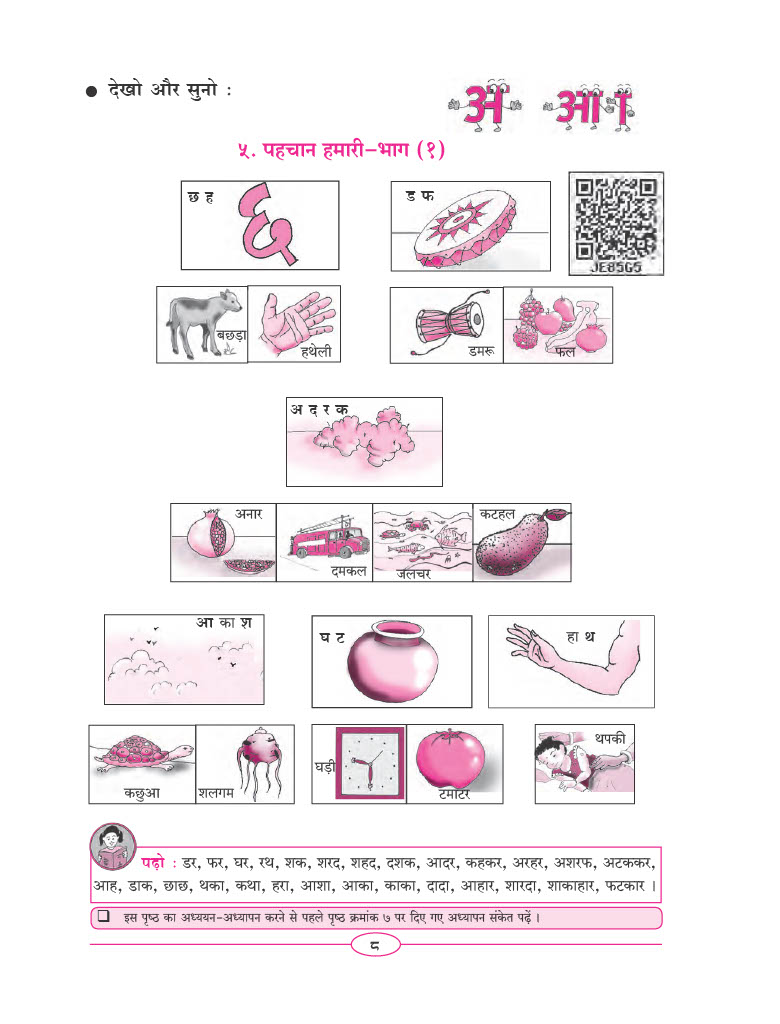 ● देखो और सुनो :
अ आ ा
५. पहचान हमारी–भाग (१)
छ ह
६
ड फ
JE85G5
बछड़ा
हथेली
डमरू
फल
अ द र क
अनार
दमकल
जलचर
कटहल
आ का श
घ ट
हा थ
कछुआ
शलगम
घड़ी
टमाटर
थपकी
पढ़ो : डर, फर, घर, रथ, शक, शरद, शहद, दशक, आदर, कहकर, अरहर, अशरफ, अटककर,
आह, डाक, छाछ, थका, कथा, हरा, आशा, आका, काका, दादा, आहार, शारदा, शाकाहार, फटकार ।
❑ इस पृष्ठ का अध्ययन-अध्यापन करने से पहले पृष्ठ क्रमांक ७ पर दिए गए अध्यापन संकेत पढ़ें ।
८